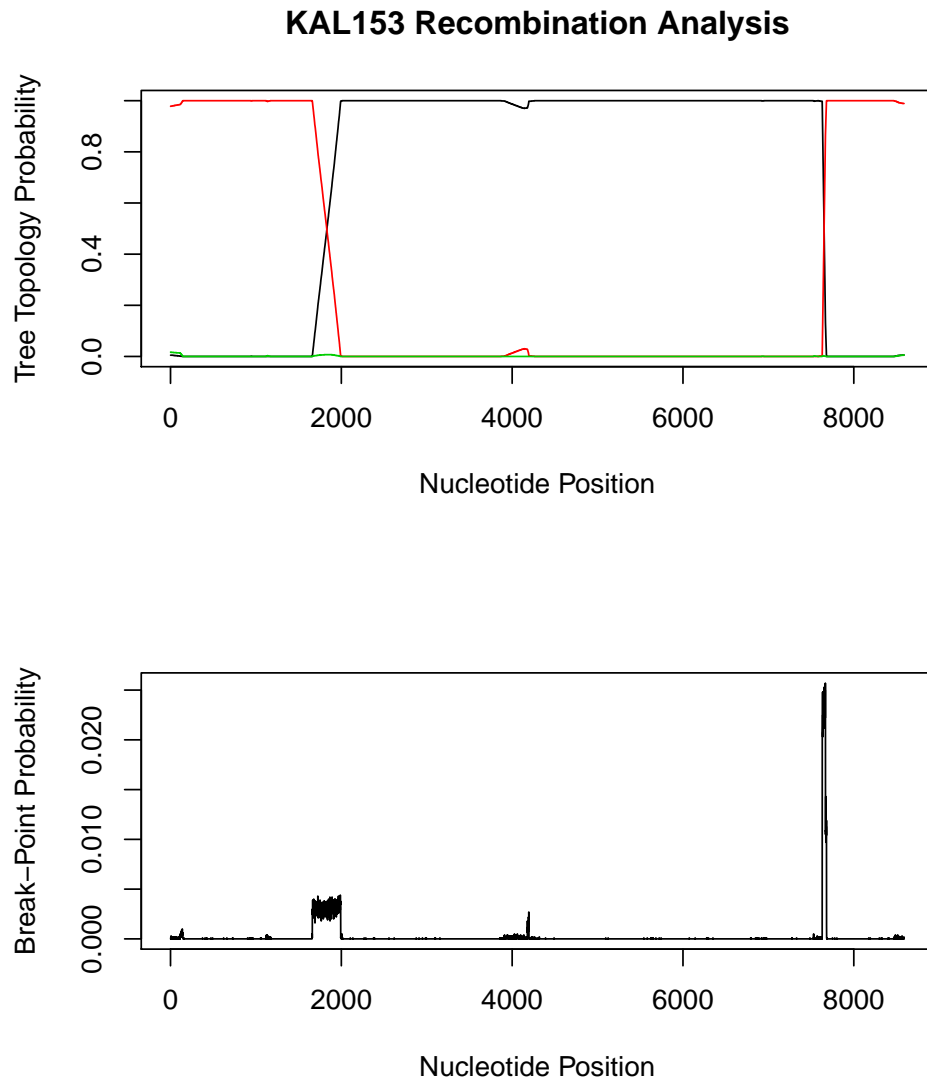 KAL153 Recombination Analysis
Tree Topology Probability
0.8
0.4
0.0
0 2000 4000 6000 8000
Nucleotide Position
Break−Point Probability
0.020
0.010
0.000
0 2000 4000 6000 8000
Nucleotide Position